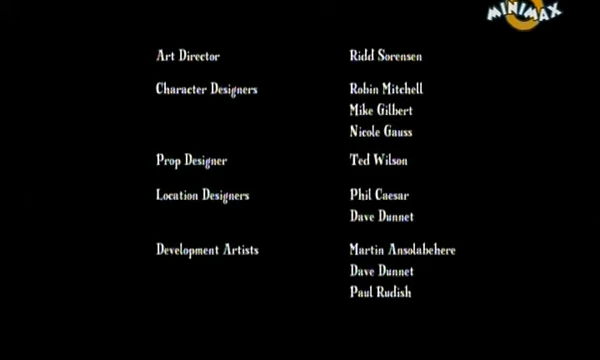 MINIMAX
Art Director Ridd Sorensen
Character Designers Robin Mitchell
Mike Gilbert
Nicole Gauss
Prop Designer Ted Wilson
Location Designers Phil Caesar
Dave Dunnet
Development Artists Martin Ansolabehere
Dave Dunnet
Paul Rudish